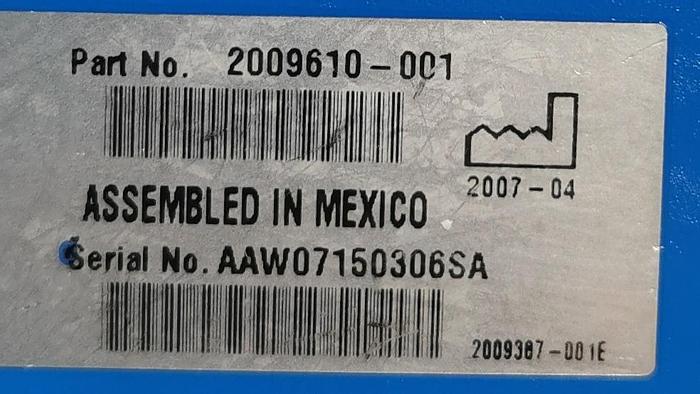 Part No. 2009610-001
2007-04
ASSEMBLED IN MEXICO
Serial No. AAW07150306SA
2009387-001E